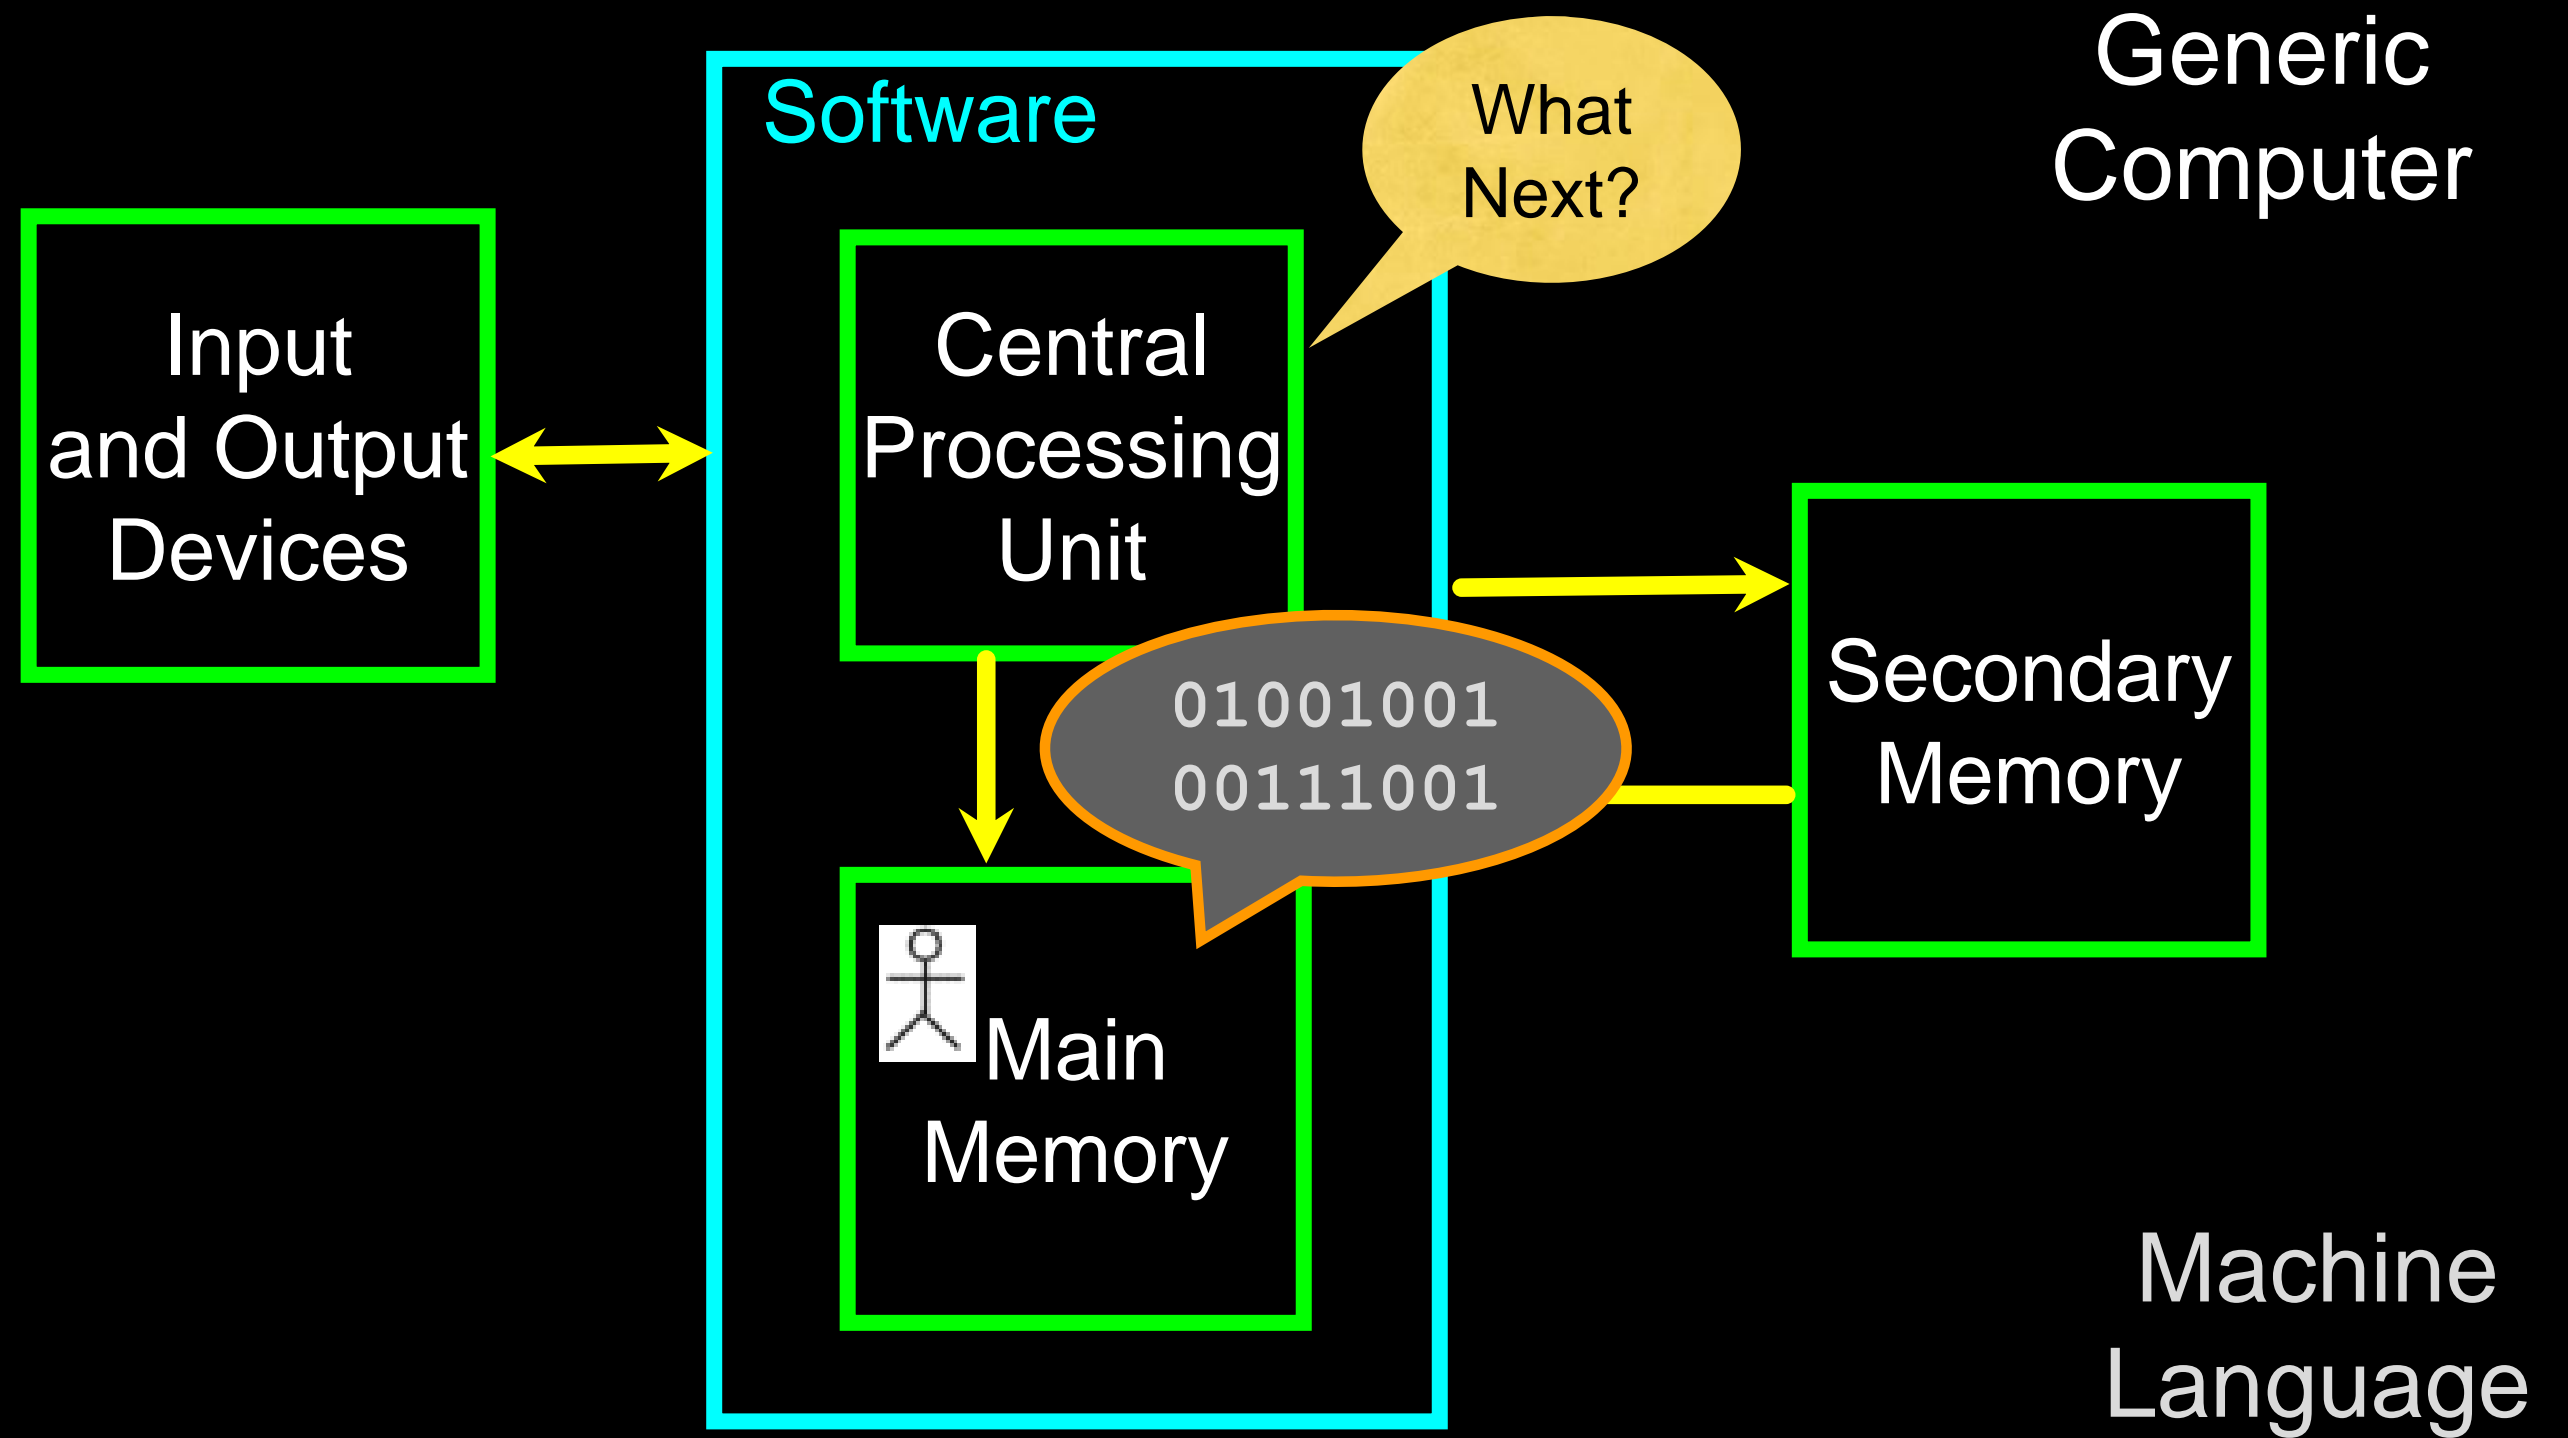 Generic
Computer
Software
What
Next?
Input
and Output
Devices
Central
Processing
Unit
01001001
00111001
Secondary
Memory
Main
Memory
Machine
Language